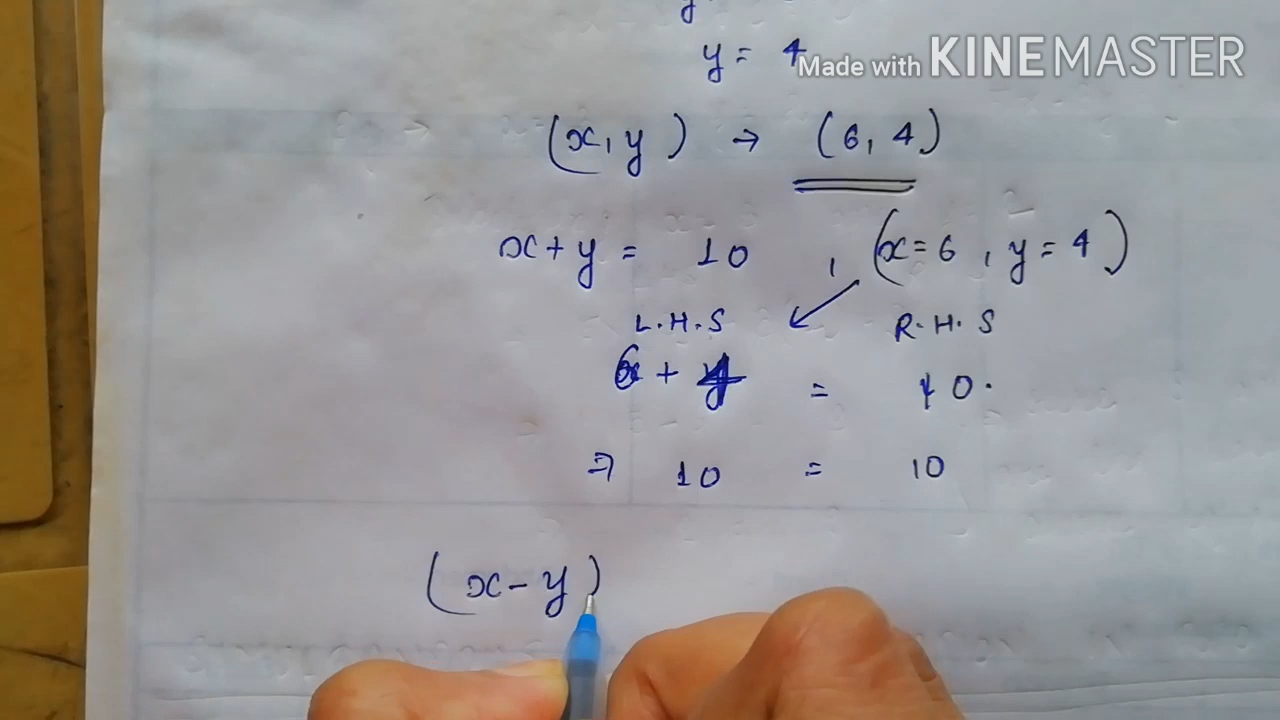 y = 4
Made with KINEMASTER
(x, y) → (6, 4)
x + y = 10 , (x = 6 , y = 4)
L.H.S R.H.S
6 + 4 = 10.
⇒ 10 = 10
(x - y)